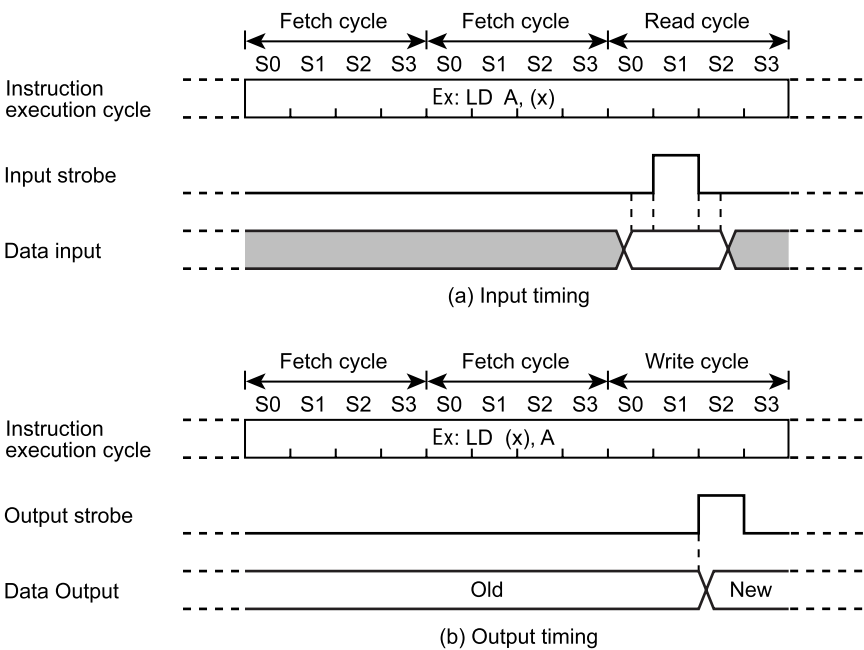 Fetch cycle Fetch cycle Read cycle
S0 S1 S2 S3 S0 S1 S2 S3 S0 S1 S2 S3
Instruction
execution cycle
Ex: LD A, (x)
Input strobe
Data input
(a) Input timing
Fetch cycle Fetch cycle Write cycle
S0 S1 S2 S3 S0 S1 S2 S3 S0 S1 S2 S3
Instruction
execution cycle
Ex: LD (x), A
Output strobe
Data Output Old New
(b) Output timing